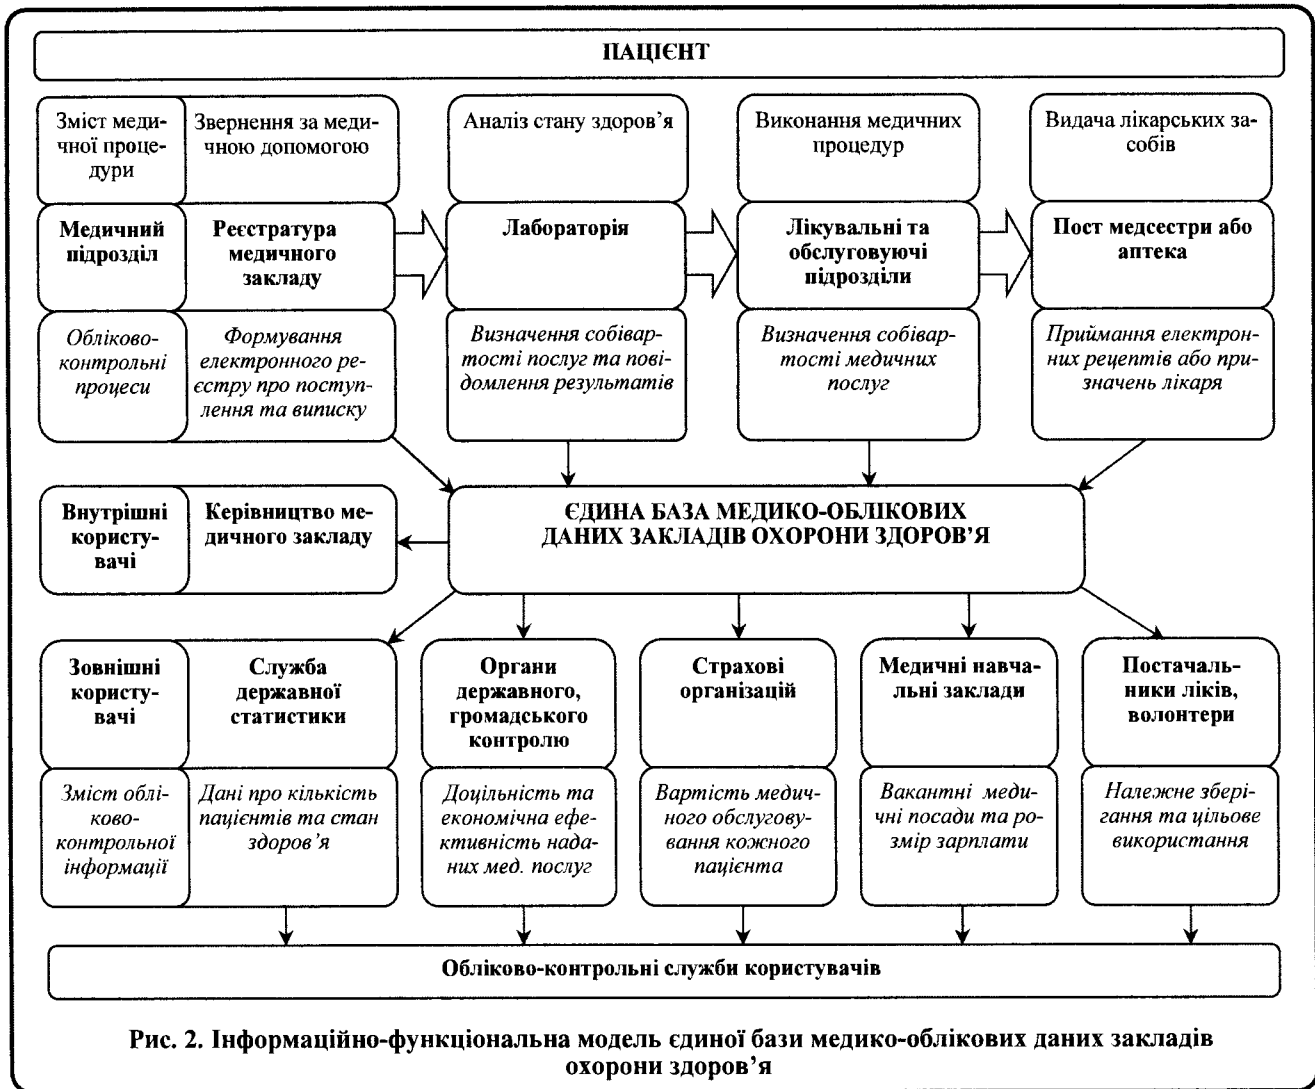 ПАЦІЄНТ
Зміст меди-
чної проце-
дури
Звернення за меди-
чною допомогою
Аналіз стану здоров’я
Виконання медичних
процедур
Видача лікарських за-
собів
Медичний
підрозділ
Реєстратура
медичного
закладу
Лабораторія
Лікувальні та
обслуговуючі
підрозділи
Пост медсестри або
аптека
Обліково-
контрольні
процеси
Формування
електронного ре-
єстру про поступ-
лення та виписку
Визначення собівар-
тості послуг та пові-
домлення результатів
Визначення собівар-
тості медичних
послуг
Приймання електрон-
них рецептів або при-
значень лікаря
Внутрішні
користу-
вачі
Керівництво ме-
дичного закладу
ЄДИНА БАЗА МЕДИКО-ОБЛІКОВИХ
ДАНИХ ЗАКЛАДІВ ОХОРОНИ ЗДОРОВ’Я
Зовнішні
користу-
вачі
Служба
державної
статистики
Органи
державного,
громадського
контролю
Страхові
організацій
Медичні навча-
льні заклади
Постачаль-
ники ліків,
волонтери
Зміст облі-
ково-
контрольної
інформації
Дані про кількість
пацієнтів та стан
здоров’я
Доцільність та
економічна ефе-
ктивність нада-
них мед. послуг
Вартість медич-
ного обслугову-
вання кожного
пацієнта
Вакантні меди-
чні посади та ро-
змір зарплати
Належне збері-
гання та цільове
використання
Обліково-контрольні служби користувачів
Рис. 2. Інформаційно-функціональна модель єдиної бази медико-облікових даних закладів
охорони здоров’я